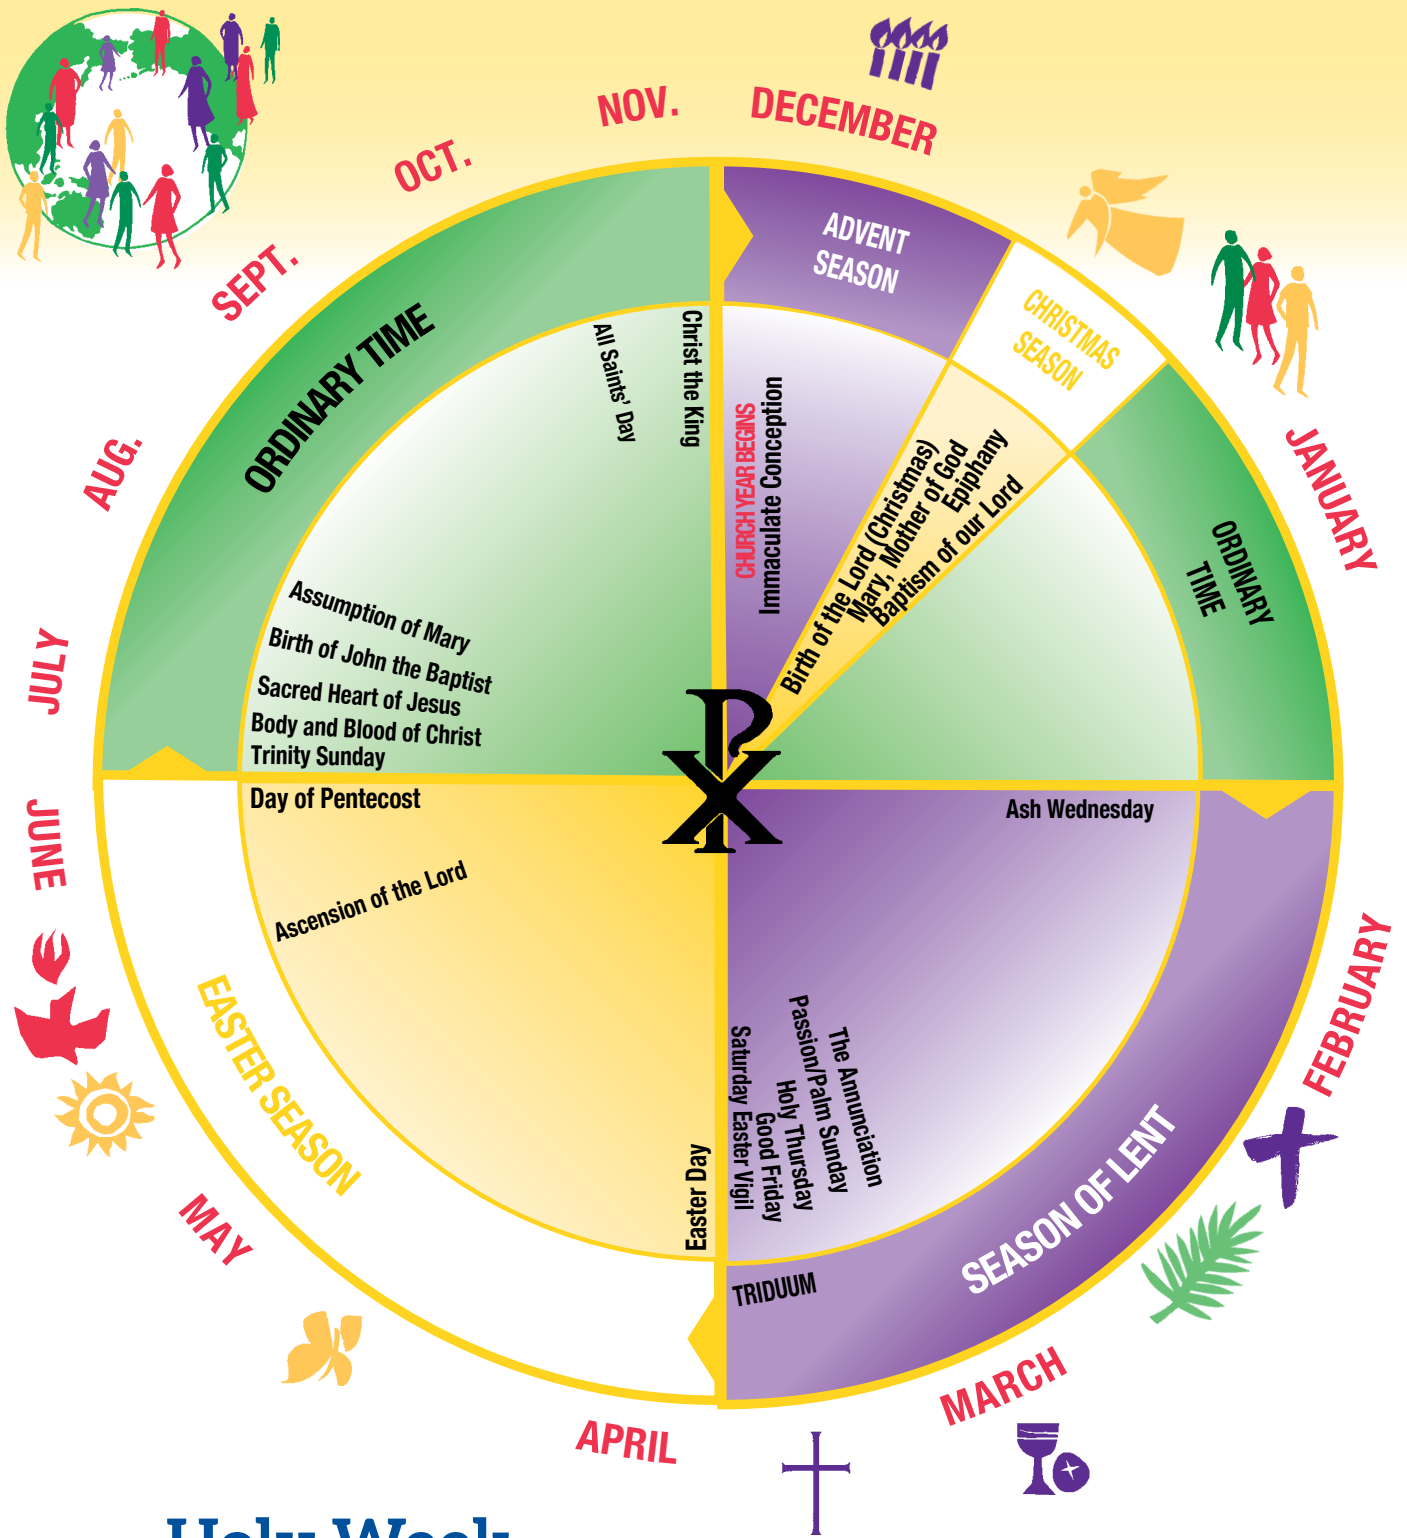 NOV.
DECEMBER
OCT.
SEPT.
AUG.
JULY
JUNE
MAY
APRIL
MARCH
FEBRUARY
JANUARY
ADVENT
SEASON
CHRISTMAS
SEASON
ORDINARY
TIME
SEASON OF LENT
TRIDUUM
EASTER SEASON
ORDINARY TIME
CHURCH YEAR BEGINS
Immaculate Conception
Birth of the Lord (Christmas)
Mary, Mother of God
Epiphany
Baptism of our Lord
Ash Wednesday
The Annunciation
Passion/Palm Sunday
Holy Thursday
Good Friday
Saturday Easter Vigil
Easter Day
Ascension of the Lord
Day of Pentecost
Trinity Sunday
Body and Blood of Christ
Sacred Heart of Jesus
Birth of John the Baptist
Assumption of Mary
All Saints' Day
Christ the King
Holy Week